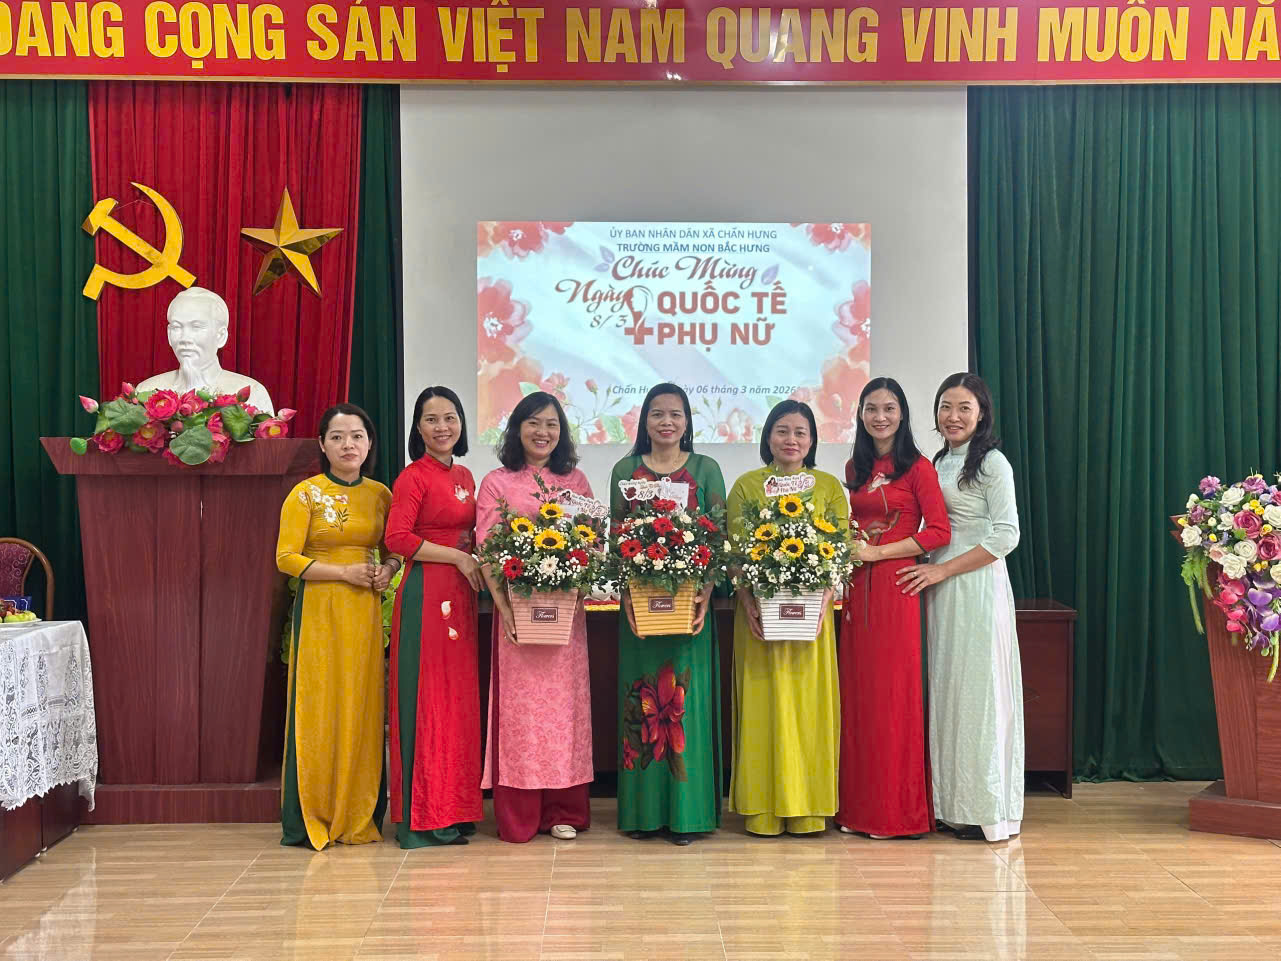 ĐẢNG CỘNG SẢN VIỆT NAM QUANG VINH MUÔN NĂ
ỦY BAN NHÂN DÂN XÃ CHẤN HƯNG
TRƯỜNG MẦM NON BẮC HƯNG
Chúc Mừng
Ngày
8/3
QUỐC TẾ
PHỤ NỮ
Chấn Hư
ày 06 tháng 3 năm 2026
8/3
Flowers
Flowers
Flowers